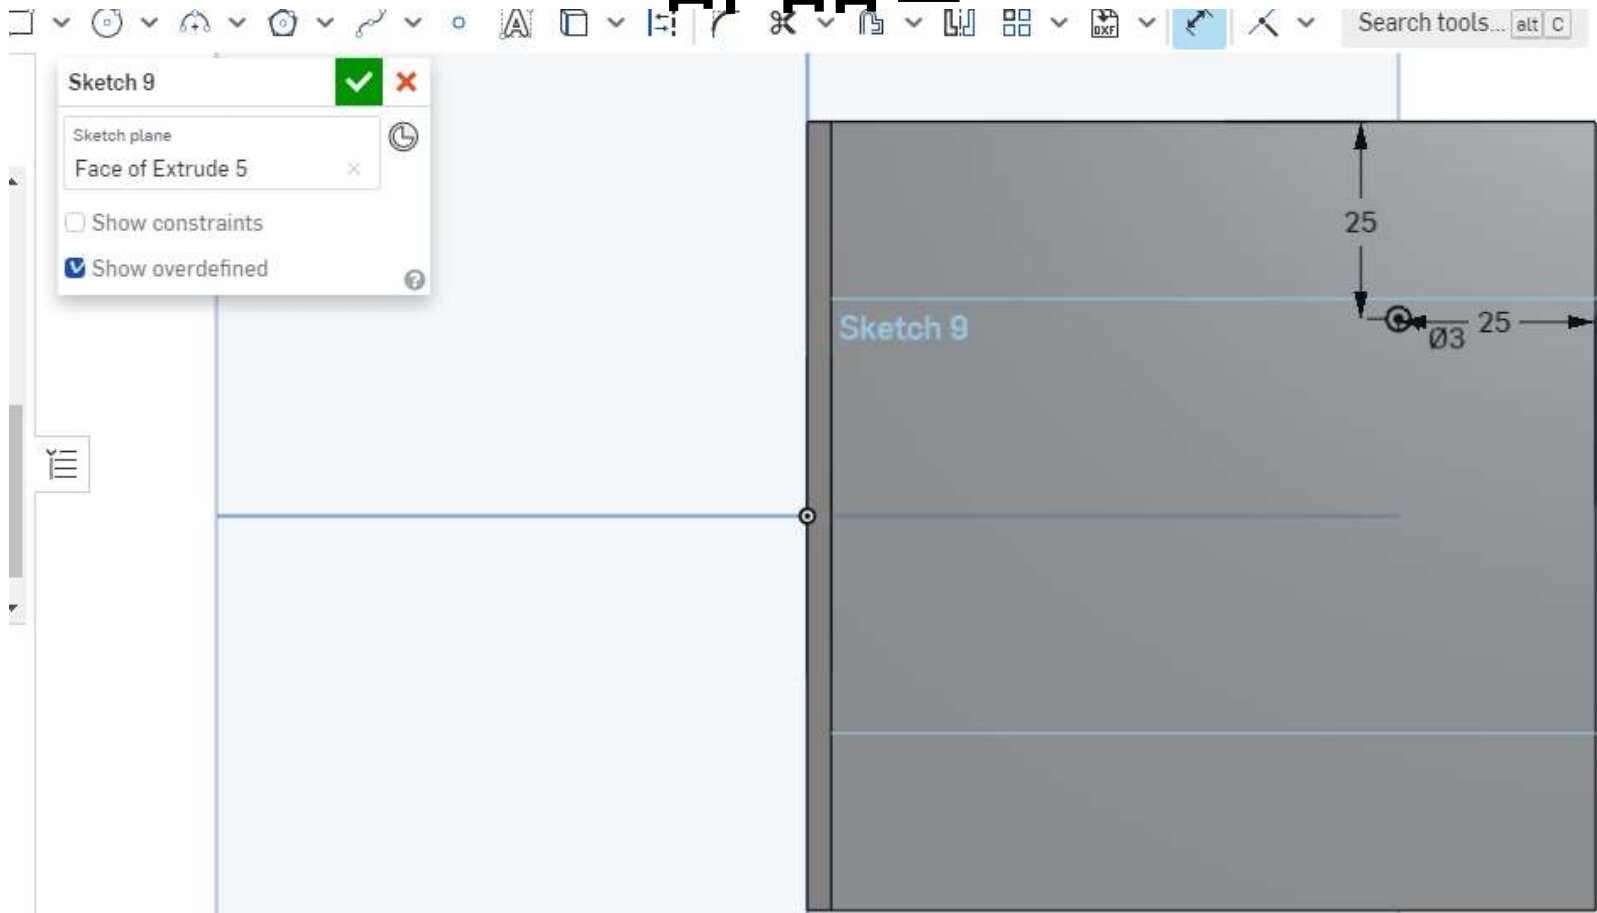 Search tools... alt C
Sketch 9
Sketch plane
Face of Extrude 5
Show constraints
Show overdefined
25
Sketch 9
Ø3
25
DXF
A